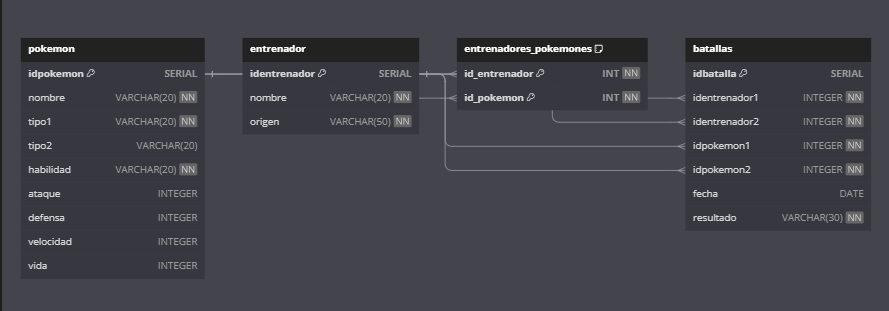 pokemon
idpokemon SERIAL
nombre VARCHAR(20) NN
tipo1 VARCHAR(20) NN
tipo2 VARCHAR(20)
habilidad VARCHAR(20) NN
ataque INTEGER
defensa INTEGER
velocidad INTEGER
vida INTEGER
entrenador
identrenador SERIAL
nombre VARCHAR(20) NN
origen VARCHAR(50) NN
entrenadores_pokemones
id_entrenador INT NN
id_pokemon INT NN
batallas
idbatalla SERIAL
identrenador1 INTEGER NN
identrenador2 INTEGER NN
idpokemon1 INTEGER NN
idpokemon2 INTEGER NN
fecha DATE
resultado VARCHAR(30) NN